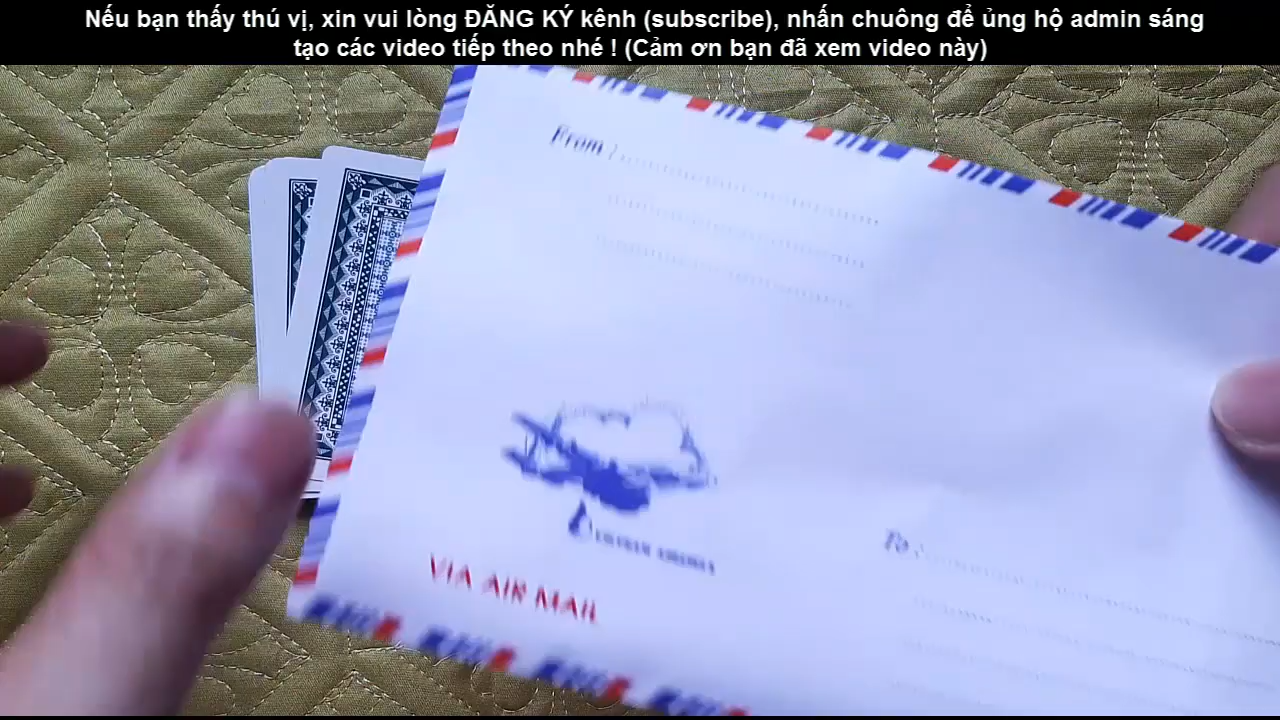 Nếu bạn thấy thú vị, xin vui lòng ĐĂNG KÝ kênh (subscribe), nhấn chuông để ủng hộ admin sáng
tạo các video tiếp theo nhé ! (Cảm ơn bạn đã xem video này)
From :
To :
VIA AIR MAIL